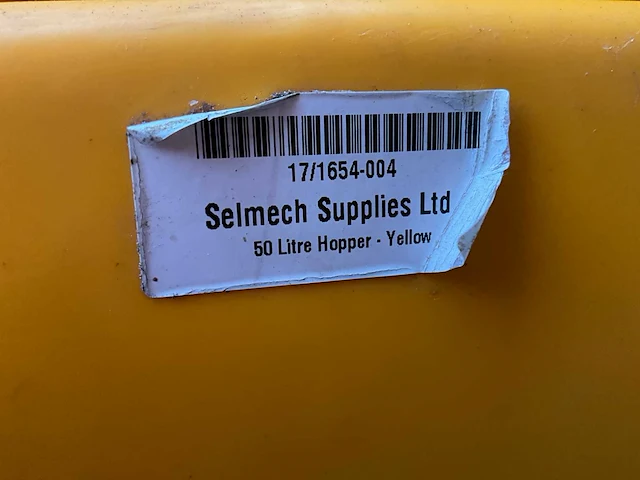 17/1654-004
Selmech Supplies Ltd
50 Litre Hopper - Yellow